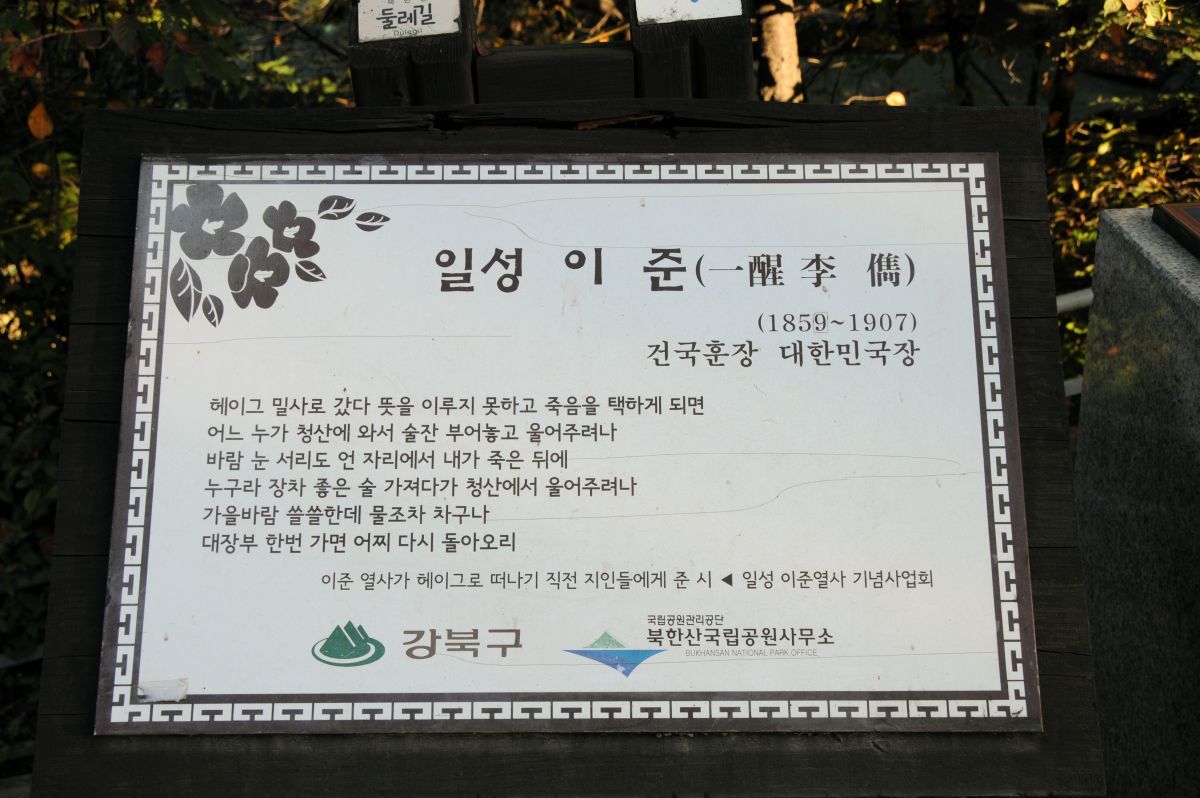 둘레길
Dulegil
일성 이 준(一醒 李 儁)
(1859~1907)
건국훈장 대한민국장
헤이그 밀사로 갔다 뜻을 이루지 못하고 죽음을 택하게 되면
어느 누가 청산에 와서 술잔 부어놓고 울어주려나
바람 눈 서리도 언 자리에서 내가 죽은 뒤에
누구라 장차 좋은 술 가져다가 청산에서 울어주려나
가을바람 쓸쓸한데 물조차 차구나
대장부 한번 가면 어찌 다시 돌아오리
이준 열사가 헤이그로 떠나기 직전 지인들에게 준 시 ◀ 일성 이준열사 기념사업회
강북구
국립공원관리공단
북한산국립공원사무소
BUKHANSAN NATIONAL PARK OFFICE